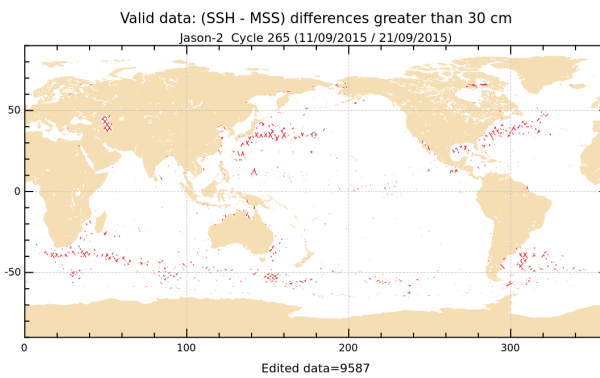 Valid data: (SSH - MSS) differences greater than 30 cm
Jason-2  Cycle 265 (11/09/2015 / 21/09/2015)
50
0
-50
0
100
200
300
Edited data=9587